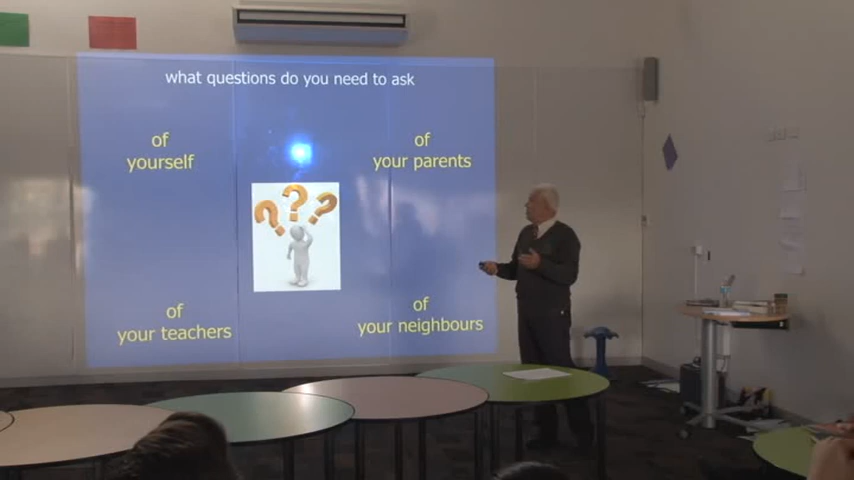 what questions do you need to ask
of
yourself
of
your parents
of
your teachers
of
your neighbours